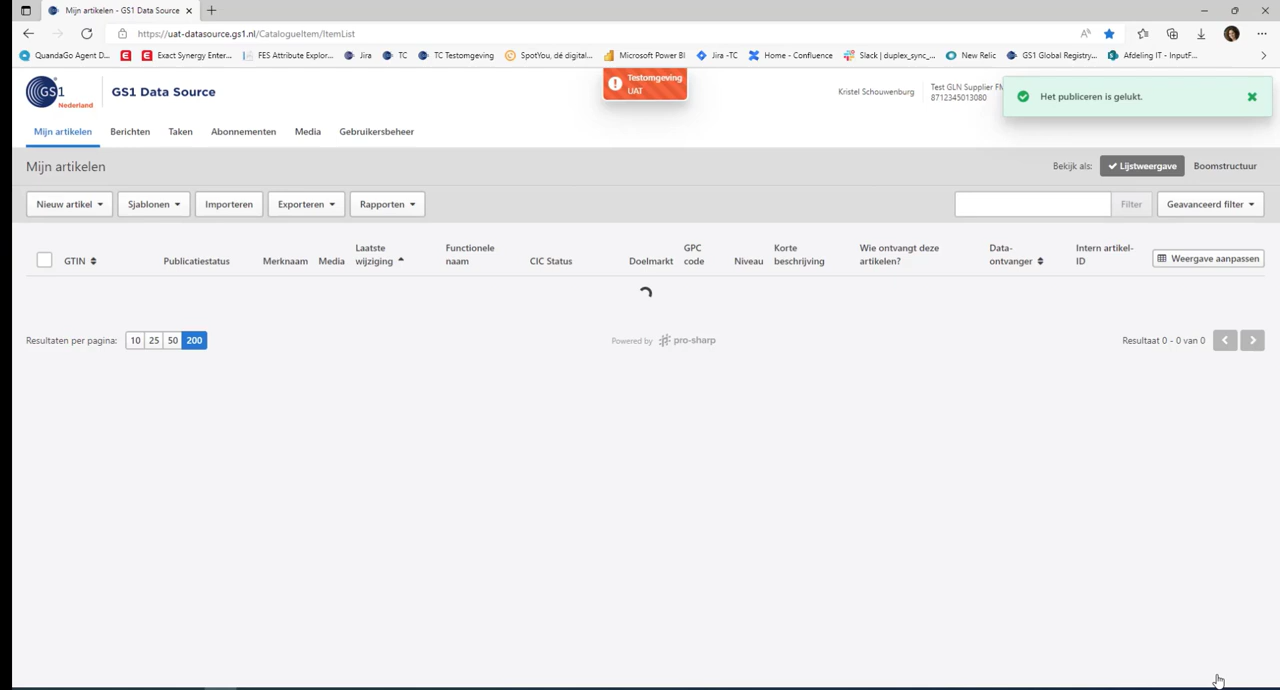 Mijn artikelen - GS1 Data Source
https://uat-datasource.gs1.nl/CatalogueItem/ItemList
QuandaGo Agent D...
Exact Synergy Enter...
FES Attribute Explor...
Jira
TC
TC Testomgeving
SpotYou, dé digital...
Microsoft Power BI
Jira -TC
Home - Confluence
Slack | duplex_sync_...
New Relic
GS1 Global Registry...
Afdeling IT - InputF...
GS1
Nederland
GS1 Data Source
Testomgeving
UAT
Kristel Schouwenburg
Test GLN Supplier
8712345013080
Het publiceren is gelukt.
Mijn artikelen
Berichten
Taken
Abonnementen
Media
Gebruikersbeheer
Mijn artikelen
Bekijk als:
Lijstweergave
Boomstructuur
Nieuw artikel
Sjablonen
Importeren
Exporteren
Rapporten
Filter
Geavanceerd filter
GTIN
Publicatiestatus
Merknaam
Media
Laatste
wijziging
Functionele
naam
CIC Status
Doelmarkt
GPC
code
Niveau
Korte
beschrijving
Wie ontvangt deze
artikelen?
Data-
ontvanger
Intern artikel-
ID
Weergave aanpassen
Resultaten per pagina:
10
25
50
200
Powered by
pro-sharp
Resultaat 0 - 0 van 0